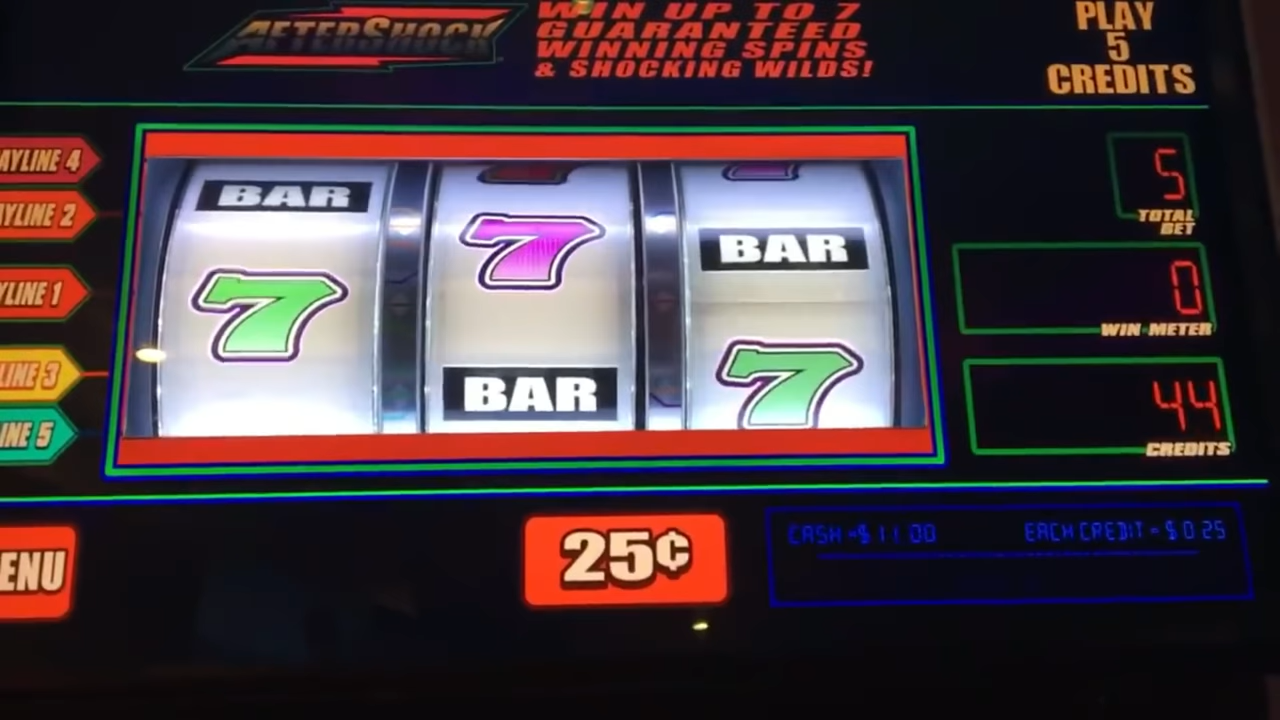 AFTERSHOCK
WIN UP TO 7
GUARANTEED
WINNING SPINS
& SHOCKING WILDS!
PLAY
5
CREDITS
AYLINE 4
AYLINE 2
YLINE 1
LINE 3
INE 5
BAR
7
7
BAR
BAR
7
5
TOTAL
BET
0
WIN METER
44
CREDITS
ENU
25¢
CASH = $ 11.00 EACH CREDIT = $ 0.25